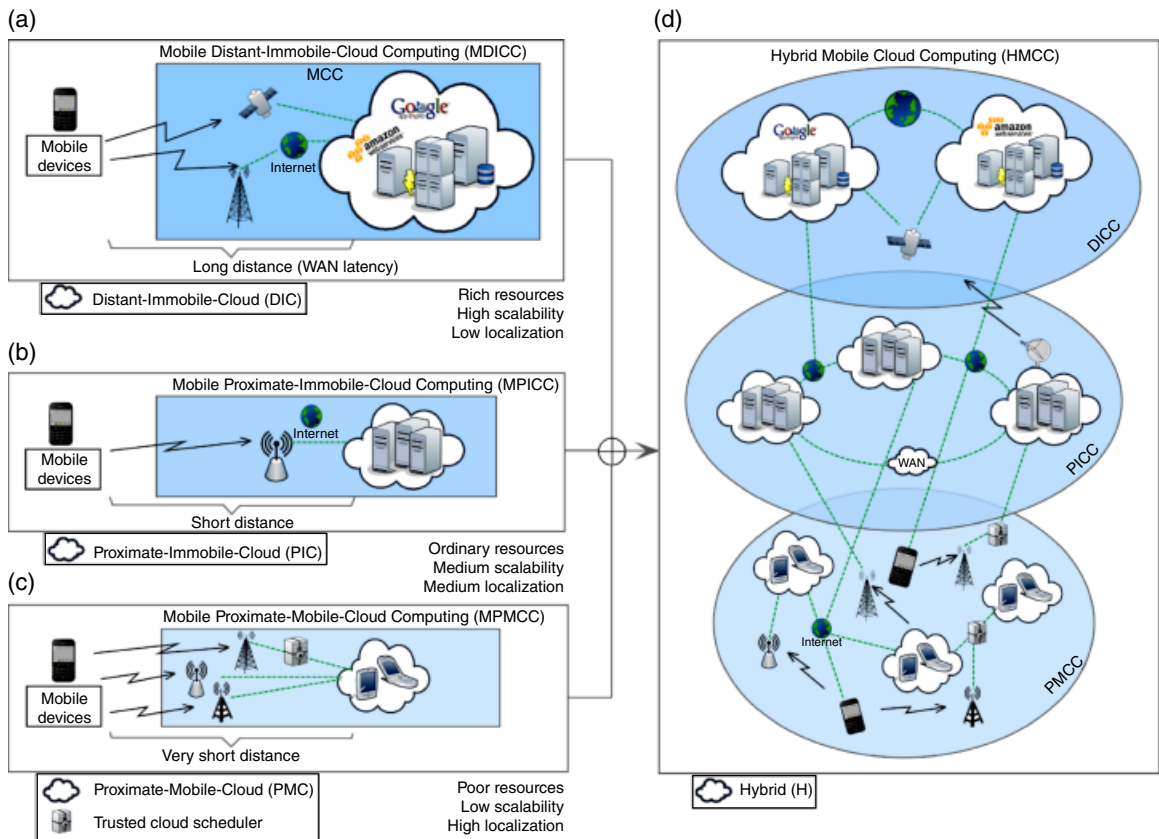 (a)
Mobile Distant-Immobile-Cloud Computing (MDICC)
MCC
Google
amazon
webservices
Mobile
devices
Internet
Long distance (WAN latency)
Distant-Immobile-Cloud (DIC)
Rich resources
High scalability
Low localization
(b)
Mobile Proximate-Immobile-Cloud Computing (MPICC)
Mobile
devices
Internet
Short distance
Proximate-Immobile-Cloud (PIC)
Ordinary resources
Medium scalability
Medium localization
(c)
Mobile Proximate-Mobile-Cloud Computing (MPMCC)
Mobile
devices
Very short distance
Proximate-Mobile-Cloud (PMC)
Trusted cloud scheduler
Poor resources
Low scalability
High localization
(d)
Hybrid Mobile Cloud Computing (HMCC)
Google
amazon
webservices
DICC
WAN
PICC
Internet
PMCC
Hybrid (H)